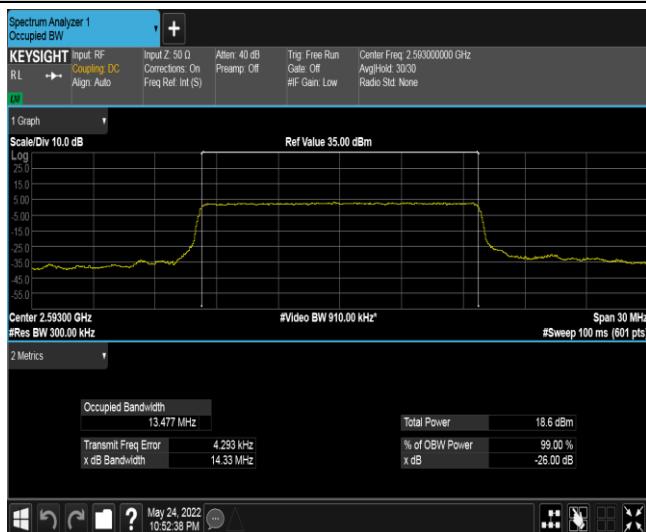 Spectrum Analyzer 1
Occupied BW
+
KEYSIGHT Input: RF Input Z: 50 Ω Atten: 40 dB Trig: Free Run Center Freq: 2.593000000 GHz
RL Coupling: DC Corrections: On Preamp: Off Gate: Off Avg|Hold: 30/30
Align: Auto Freq Ref: Int (S) #IF Gain: Low Radio Std: None
1 Graph
Scale/Div 10.0 dB Ref Value 35.00 dBm
Log
25.0
15.0
5.00
-5.00
-15.0
-25.0
-35.0
-45.0
-55.0
Center 2.59300 GHz #Video BW 910.00 kHz* Span 30 MHz
#Res BW 300.00 kHz #Sweep 100 ms (601 pts)
2 Metrics
Occupied Bandwidth
13.477 MHz Total Power 18.6 dBm
Transmit Freq Error 4.293 kHz % of OBW Power 99.00 %
x dB Bandwidth 14.33 MHz x dB -26.00 dB
? May 24, 2022
10:52:38 PM